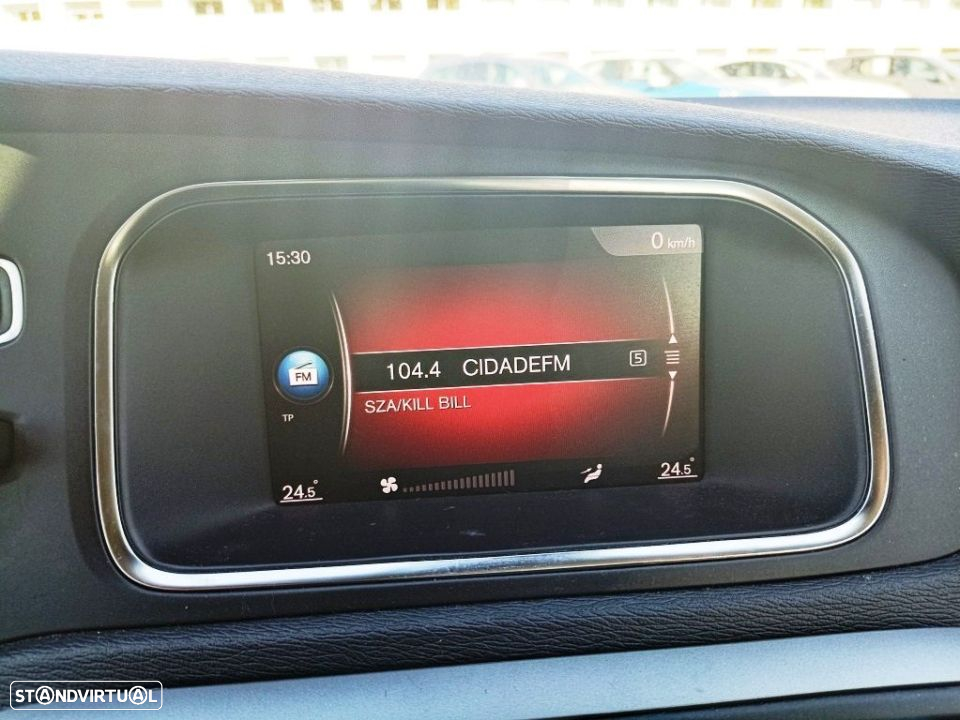 15:30
0 km/h
104.4 CIDADEFM 5
FM
SZA/KILL BILL
TP
24.5°
24.5°
STANDVIRTUAL